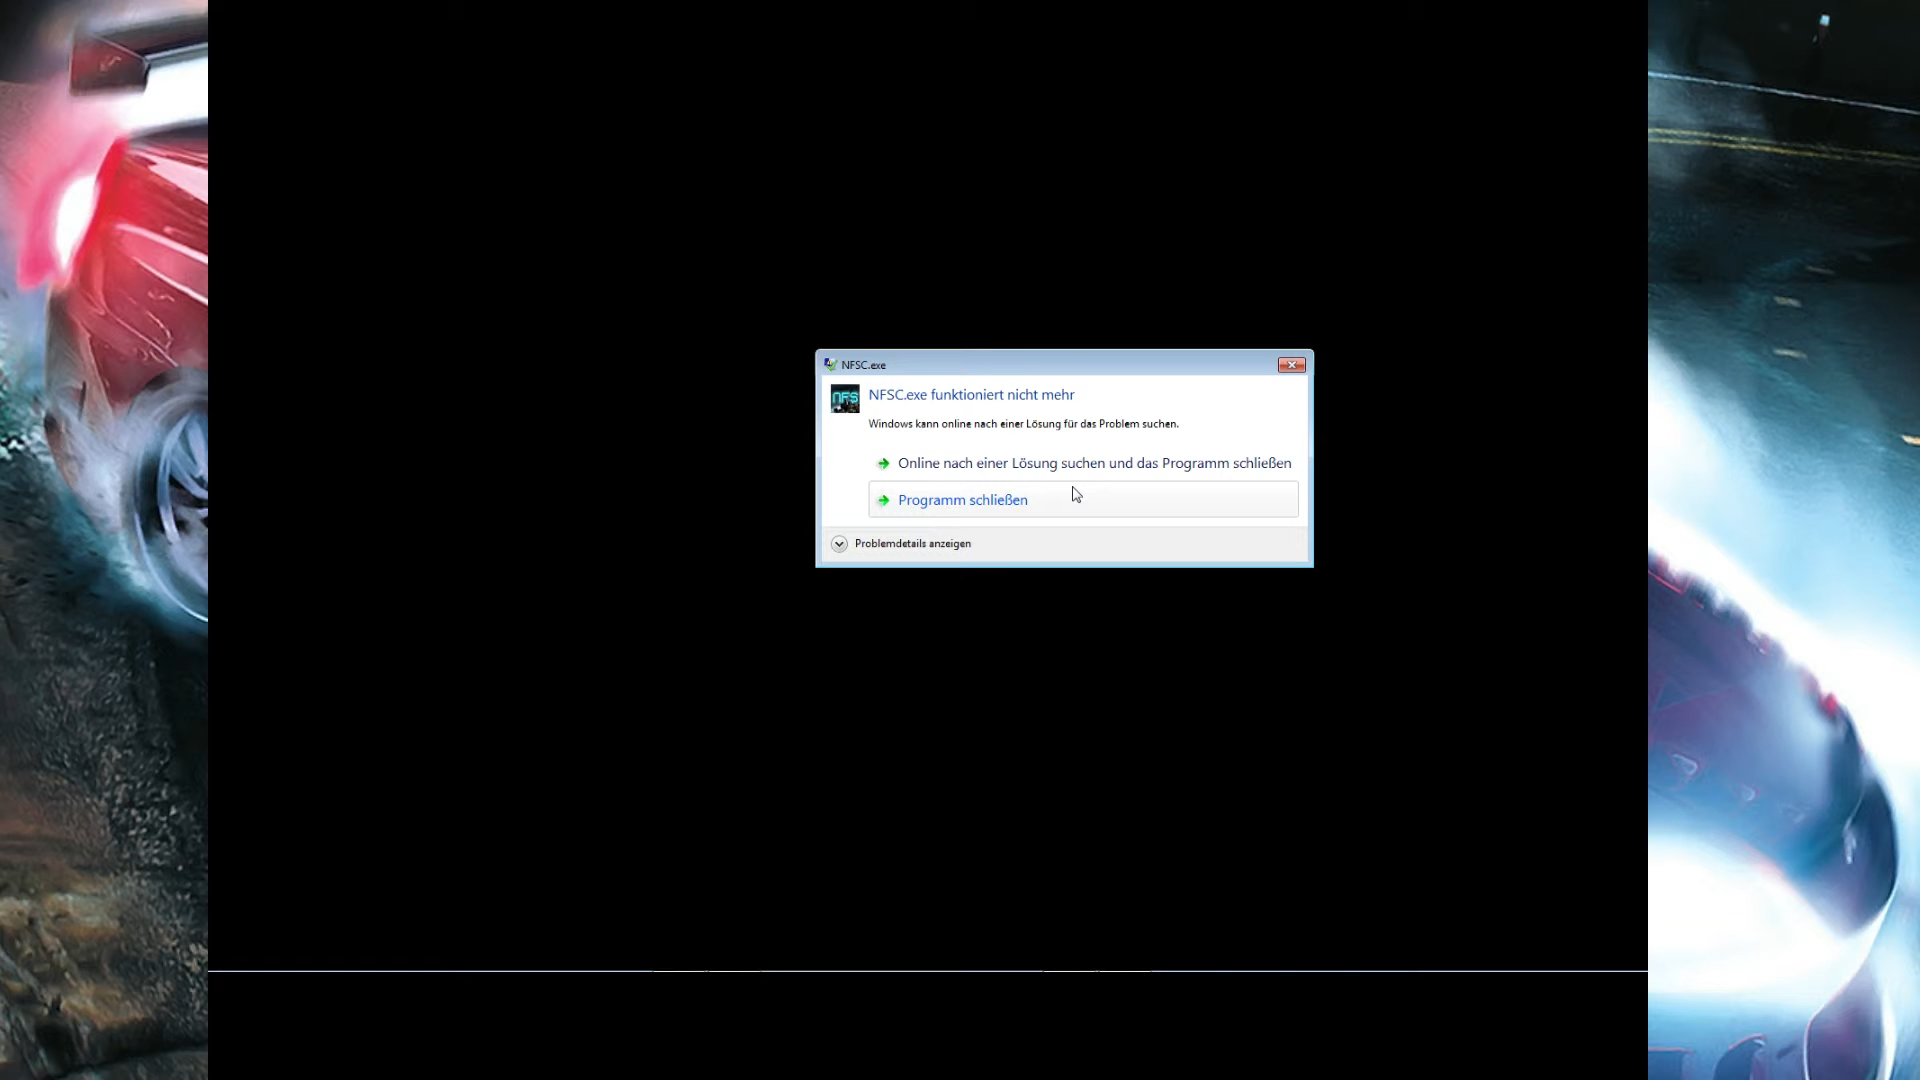 NFSC.exe
NFS
NFSC.exe funktioniert nicht mehr
Windows kann online nach einer Lösung für das Problem suchen.
Online nach einer Lösung suchen und das Programm schließen
Programm schließen
Problemdetails anzeigen